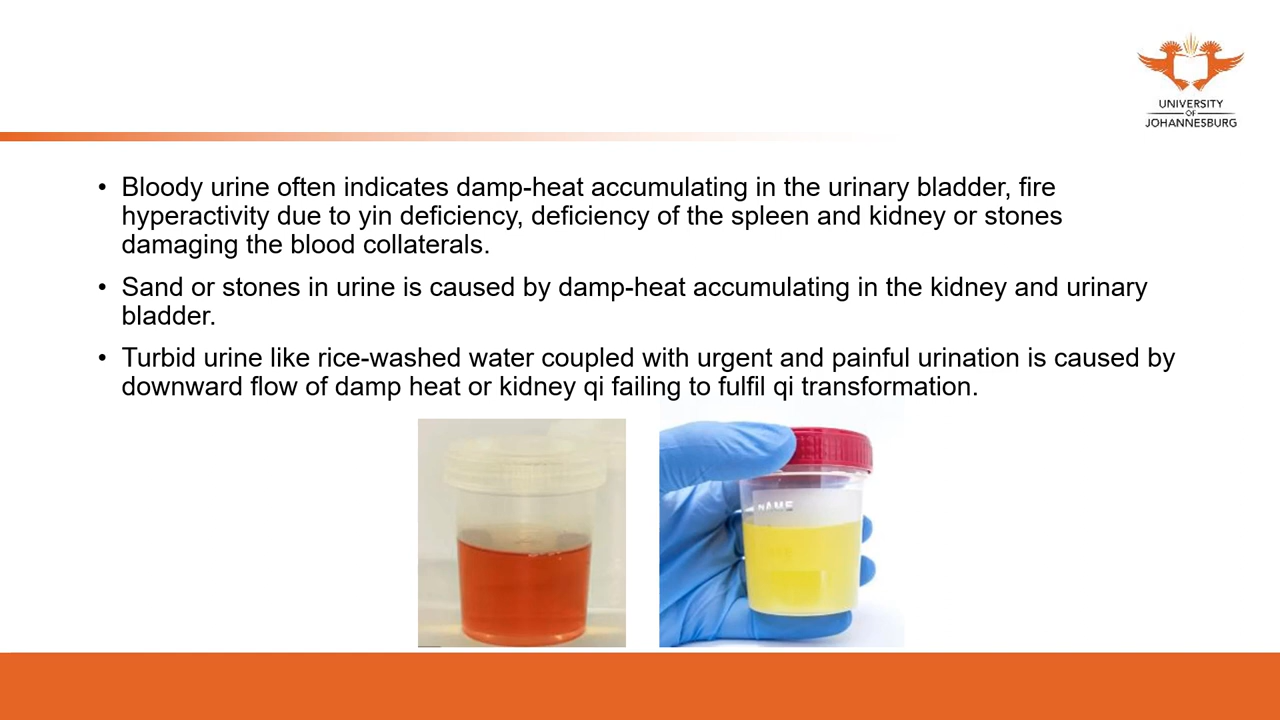 UNIVERSITY
OF
JOHANNESBURG
• Bloody urine often indicates damp-heat accumulating in the urinary bladder, fire
hyperactivity due to yin deficiency, deficiency of the spleen and kidney or stones
damaging the blood collaterals.
• Sand or stones in urine is caused by damp-heat accumulating in the kidney and urinary
bladder.
• Turbid urine like rice-washed water coupled with urgent and painful urination is caused by
downward flow of damp heat or kidney qi failing to fulfil qi transformation.
NAME